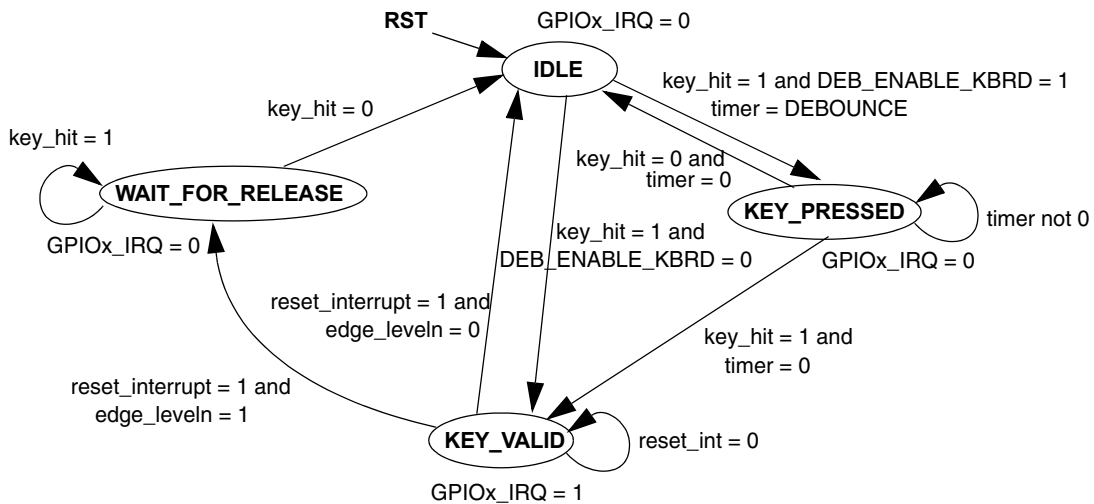 RST
GPIOx_IRQ = 0
IDLE
key_hit = 1 and DEB_ENABLE_KBRD = 1
timer = DEBOUNCE
key_hit = 0
key_hit = 1
key_hit = 0 and
timer = 0
WAIT_FOR_RELEASE
KEY_PRESSED
timer not 0
GPIOx_IRQ = 0
key_hit = 1 and
DEB_ENABLE_KBRD = 0
GPIOx_IRQ = 0
reset_interrupt = 1 and
edge_leveln = 0
key_hit = 1 and
timer = 0
reset_interrupt = 1 and
edge_leveln = 1
KEY_VALID
reset_int = 0
GPIOx_IRQ = 1